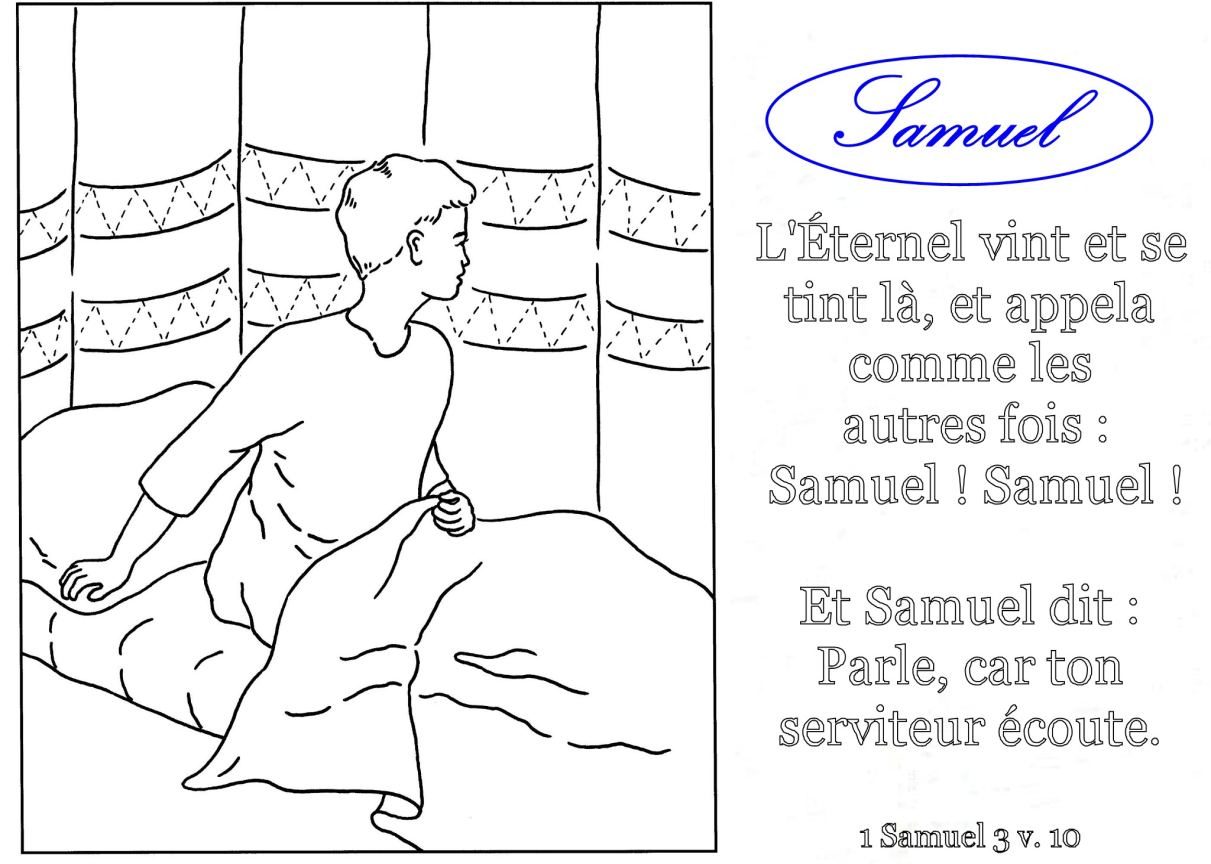 Samuel
L'Éternel vint et se
tint là, et appela
comme les
autres fois :
Samuel ! Samuel !
Et Samuel dit :
Parle, car ton
serviteur écoute.
1 Samuel 3 v. 10